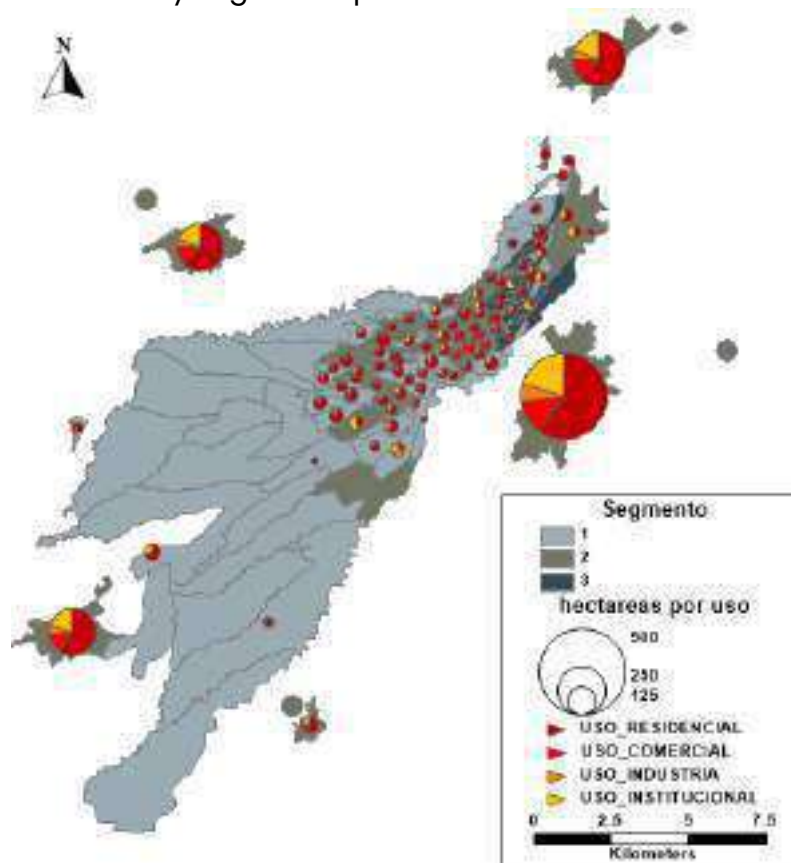 N
Segmento
1
2
3
hectareas por uso
500
250
125
USO_RESIDENCIAL
USO_COMERCIAL
USO_INDUSTRIA
USO_INSTITUCIONAL
0 2.5 5 7.5
Kilometers